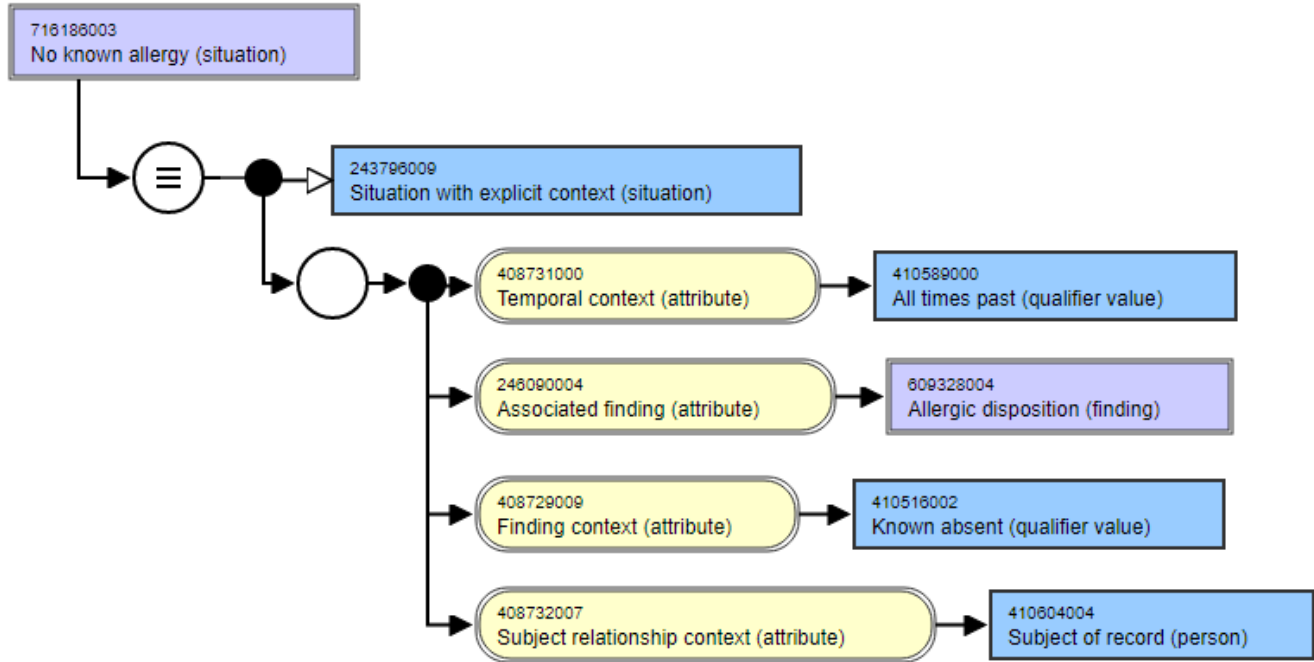 716186003
No known allergy (situation)
243796009
Situation with explicit context (situation)
408731000
Temporal context (attribute)
410589000
All times past (qualifier value)
246090004
Associated finding (attribute)
609328004
Allergic disposition (finding)
408729009
Finding context (attribute)
410516002
Known absent (qualifier value)
408732007
Subject relationship context (attribute)
410604004
Subject of record (person)